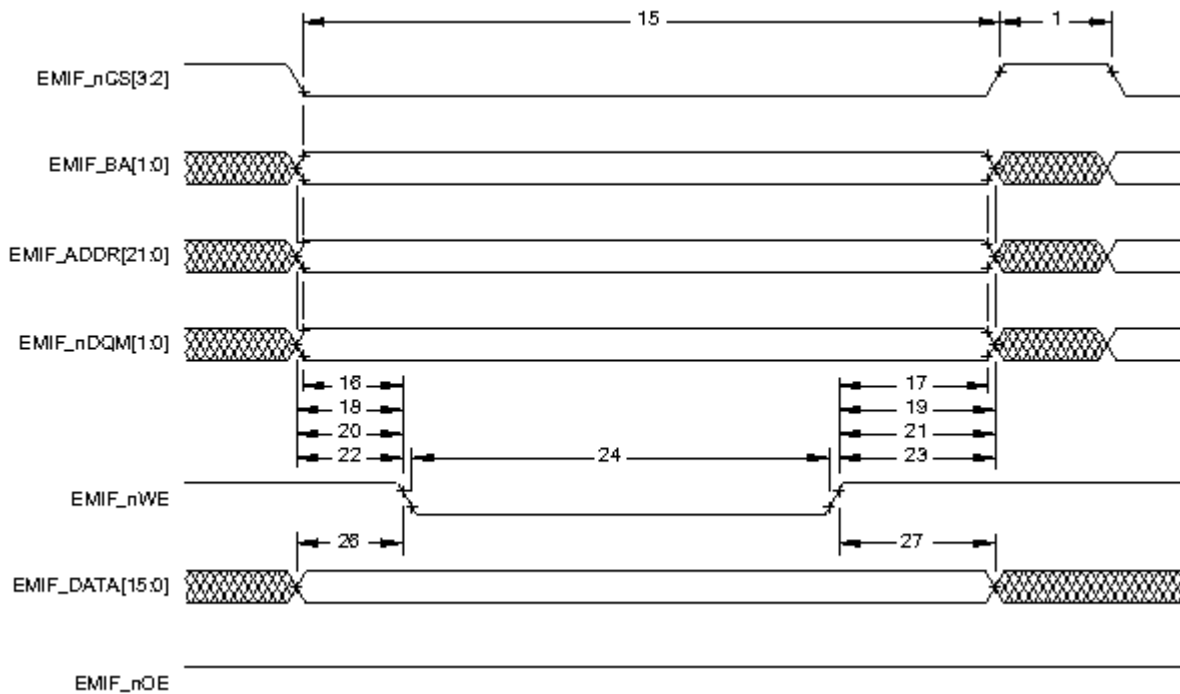 15 1
EMIF_nCS[3:2]
EMIF_BA[1:0]
EMIF_ADDR[21:0]
EMIF_nDQM[1:0]
16 17
18 19
20 21
22 24 23
EMIF_nWE
26 27
EMIF_DATA[15:0]
EMIF_nOE